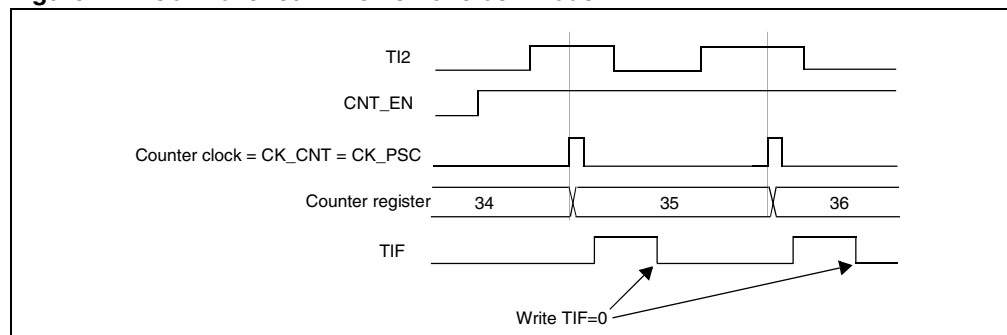 TI2
CNT_EN
Counter clock = CK_CNT = CK_PSC
Counter register 34 35 36
TIF
Write TIF=0